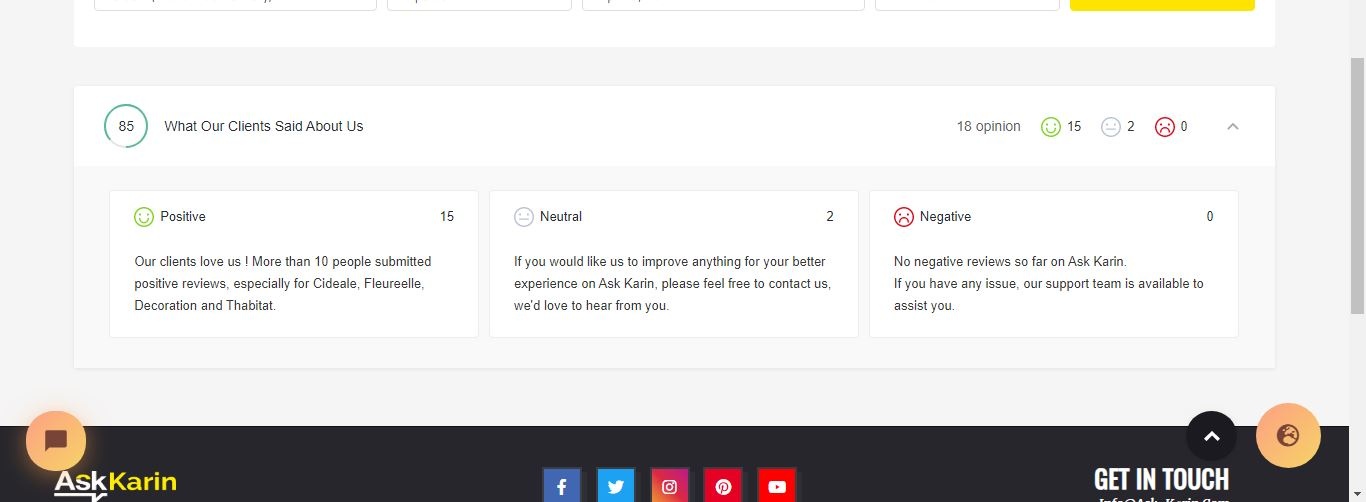 85
What Our Clients Said About Us
18 opinion
15
2
0
Positive
15
Our clients love us ! More than 10 people submitted
positive reviews, especially for Cideale, Fleureelle,
Decoration and Thabitat.
Neutral
2
If you would like us to improve anything for your better
experience on Ask Karin, please feel free to contact us,
we'd love to hear from you.
Negative
0
No negative reviews so far on Ask Karin.
If you have any issue, our support team is available to
assist you.
AskKarin
GET IN TOUCH